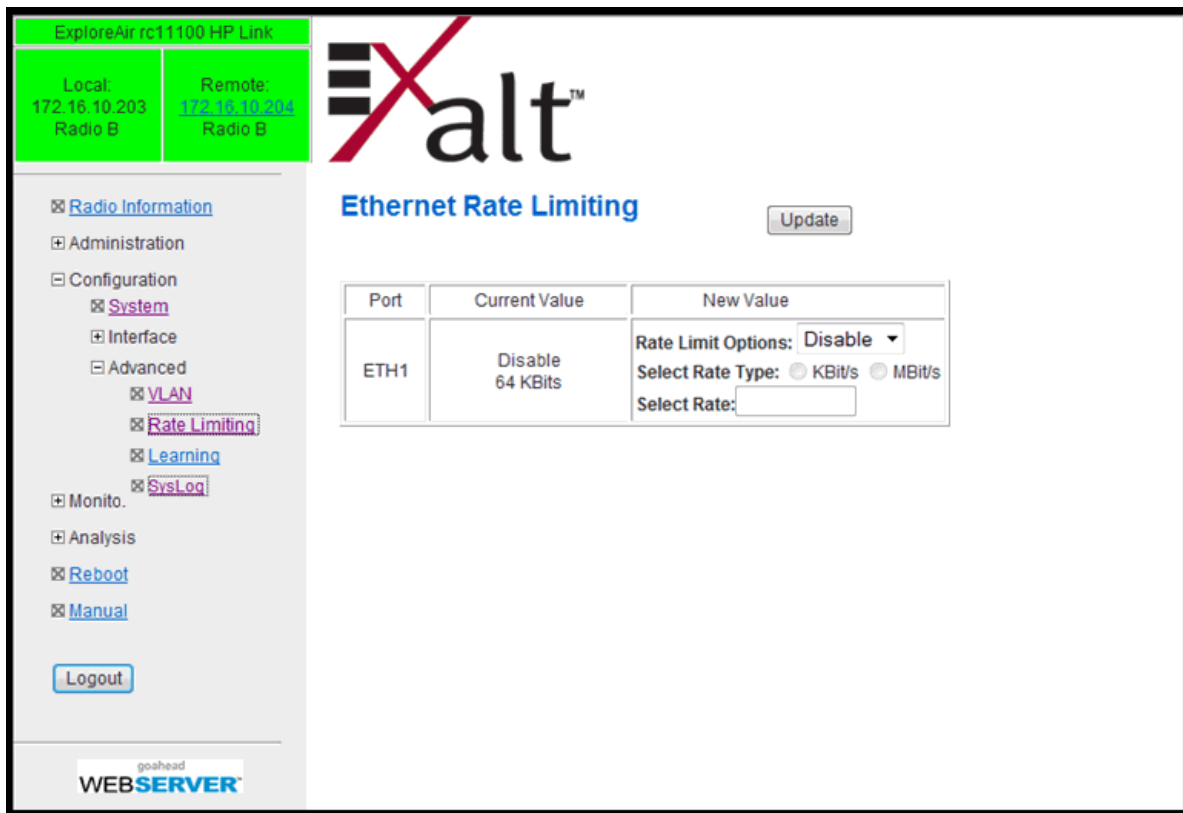 ExploreAir rc11100 HP Link
Local:
172.16.10.203
Radio B
Remote:
172.16.10.204
Radio B
EXalt™
Radio Information
Administration
Configuration
System
Interface
Advanced
VLAN
Rate Limiting
Learning
SysLog
Monito.
Analysis
Reboot
Manual
Logout
goahead
WEBSERVER
Ethernet Rate Limiting
Update
Port Current Value New Value
ETH1
Disable
64 KBits
Rate Limit Options: Disable
Select Rate Type: KBit/s MBit/s
Select Rate: